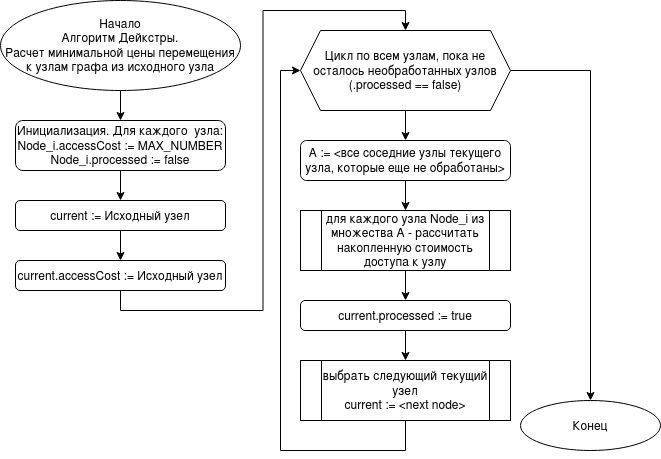 Начало
Алгоритм Дейкстры.
Расчет минимальной цены перемещения
к узлам графа из исходного узла
Инициализация. Для каждого узла:
Node_i.accessCost := MAX_NUMBER
Node_i.processed := false
current := Исходный узел
current.accessCost := Исходный узел
Цикл по всем узлам, пока не
осталось необработанных узлов
(.processed == false)
A := <все соседние узлы текущего
узла, которые еще не обработаны>
для каждого узла Node_i из
множества A - рассчитать
накопленную стоимость
доступа к узлу
current.processed := true
выбрать следующий текущий
узел
current := <next node>
Конец